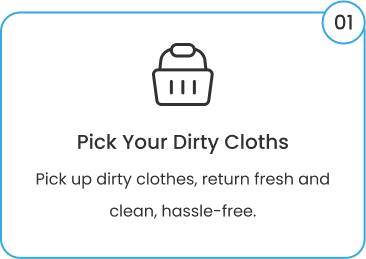 01
Pick Your Dirty Cloths
Pick up dirty clothes, return fresh and
clean, hassle-free.